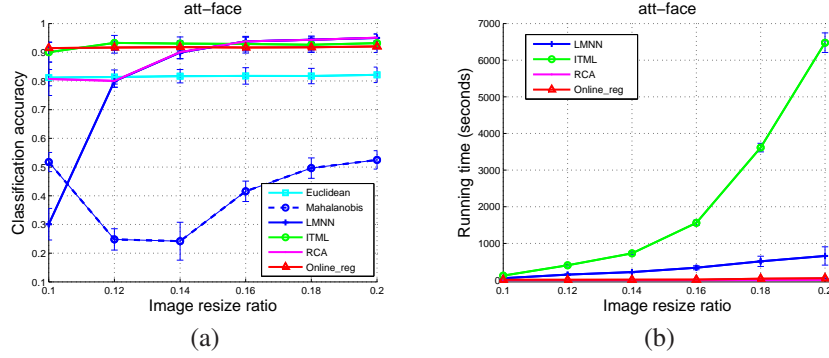 att−face
1
0.9
0.8
0.7
0.6
0.5
0.4
0.3
0.2
0.1
Classification accuracy
Euclidean
Mahalanobis
LMNN
ITML
RCA
Online_reg
0.1 0.12 0.14 0.16 0.18 0.2
Image resize ratio
(a)
att−face
7000
6000
5000
4000
3000
2000
1000
0
Running time (seconds)
LMNN
ITML
RCA
Online_reg
0.1 0.12 0.14 0.16 0.18 0.2
Image resize ratio
(b)